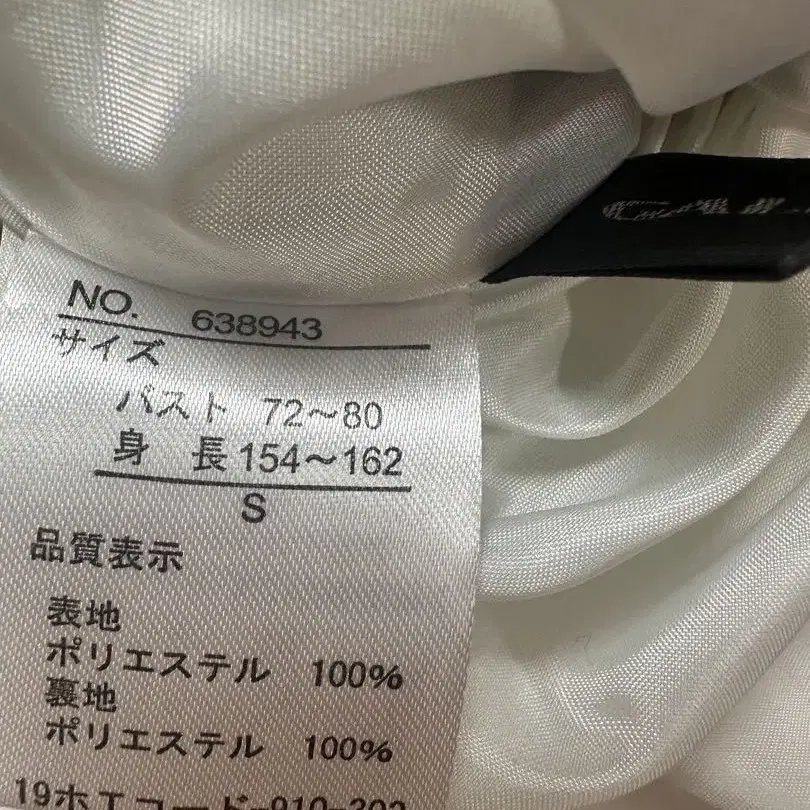 NO. 638943
サイズ
バスト 72～80
身 長 154～162
S
品質表示
表地
ポリエステル 100%
裏地
ポリエステル 100%